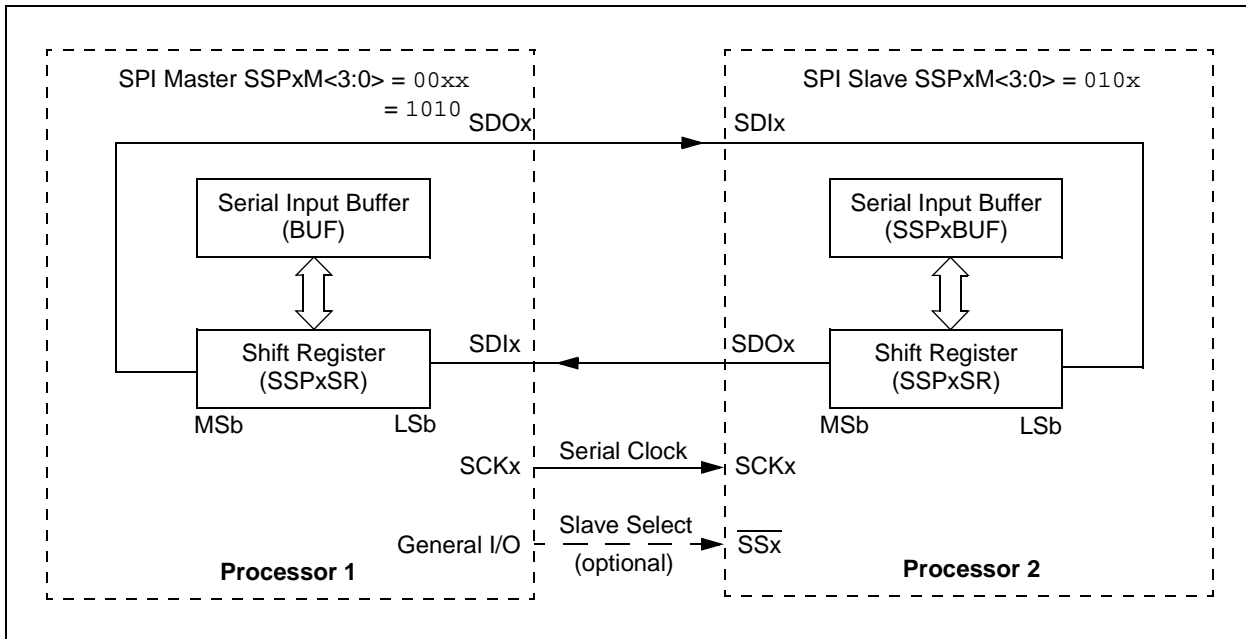 SPI Master SSPxM<3:0> = 00xx
= 1010
SDOx
Serial Input Buffer
(BUF)
Shift Register
(SSPxSR)
MSb
LSb
SDIx
SCKx
General I/O
Processor 1
Serial Clock
Slave Select
(optional)
SPI Slave SSPxM<3:0> = 010x
SDIx
Serial Input Buffer
(SSPxBUF)
SDOx
Shift Register
(SSPxSR)
MSb
LSb
SCKx
SSx
Processor 2